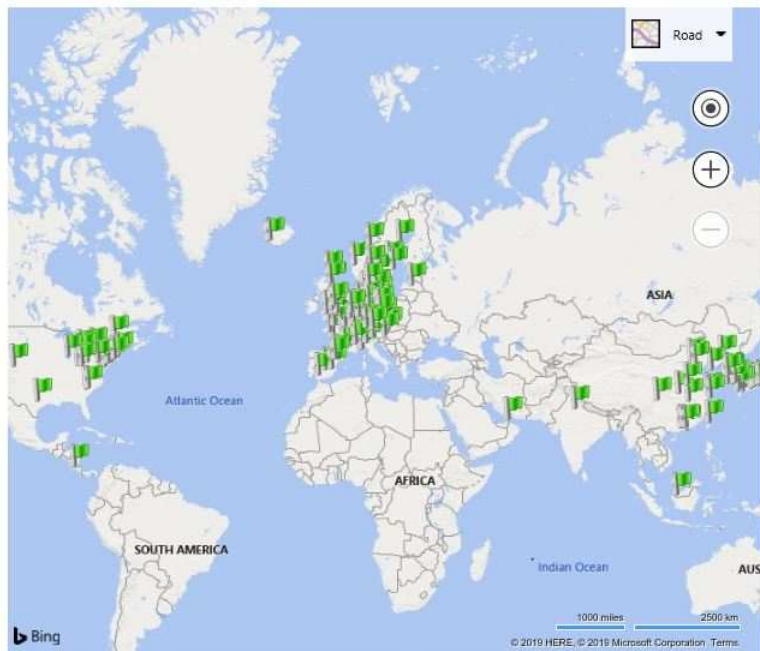 Road
ASIA
Atlantic Ocean
AFRICA
SOUTH AMERICA
Indian Ocean
AUS
1000 miles 2500 km
Bing
© 2019 HERE, © 2019 Microsoft Corporation Terms